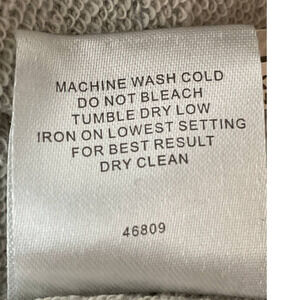 MACHINE WASH COLD
DO NOT BLEACH
TUMBLE DRY LOW
IRON ON LOWEST SETTING
FOR BEST RESULT
DRY CLEAN
46809